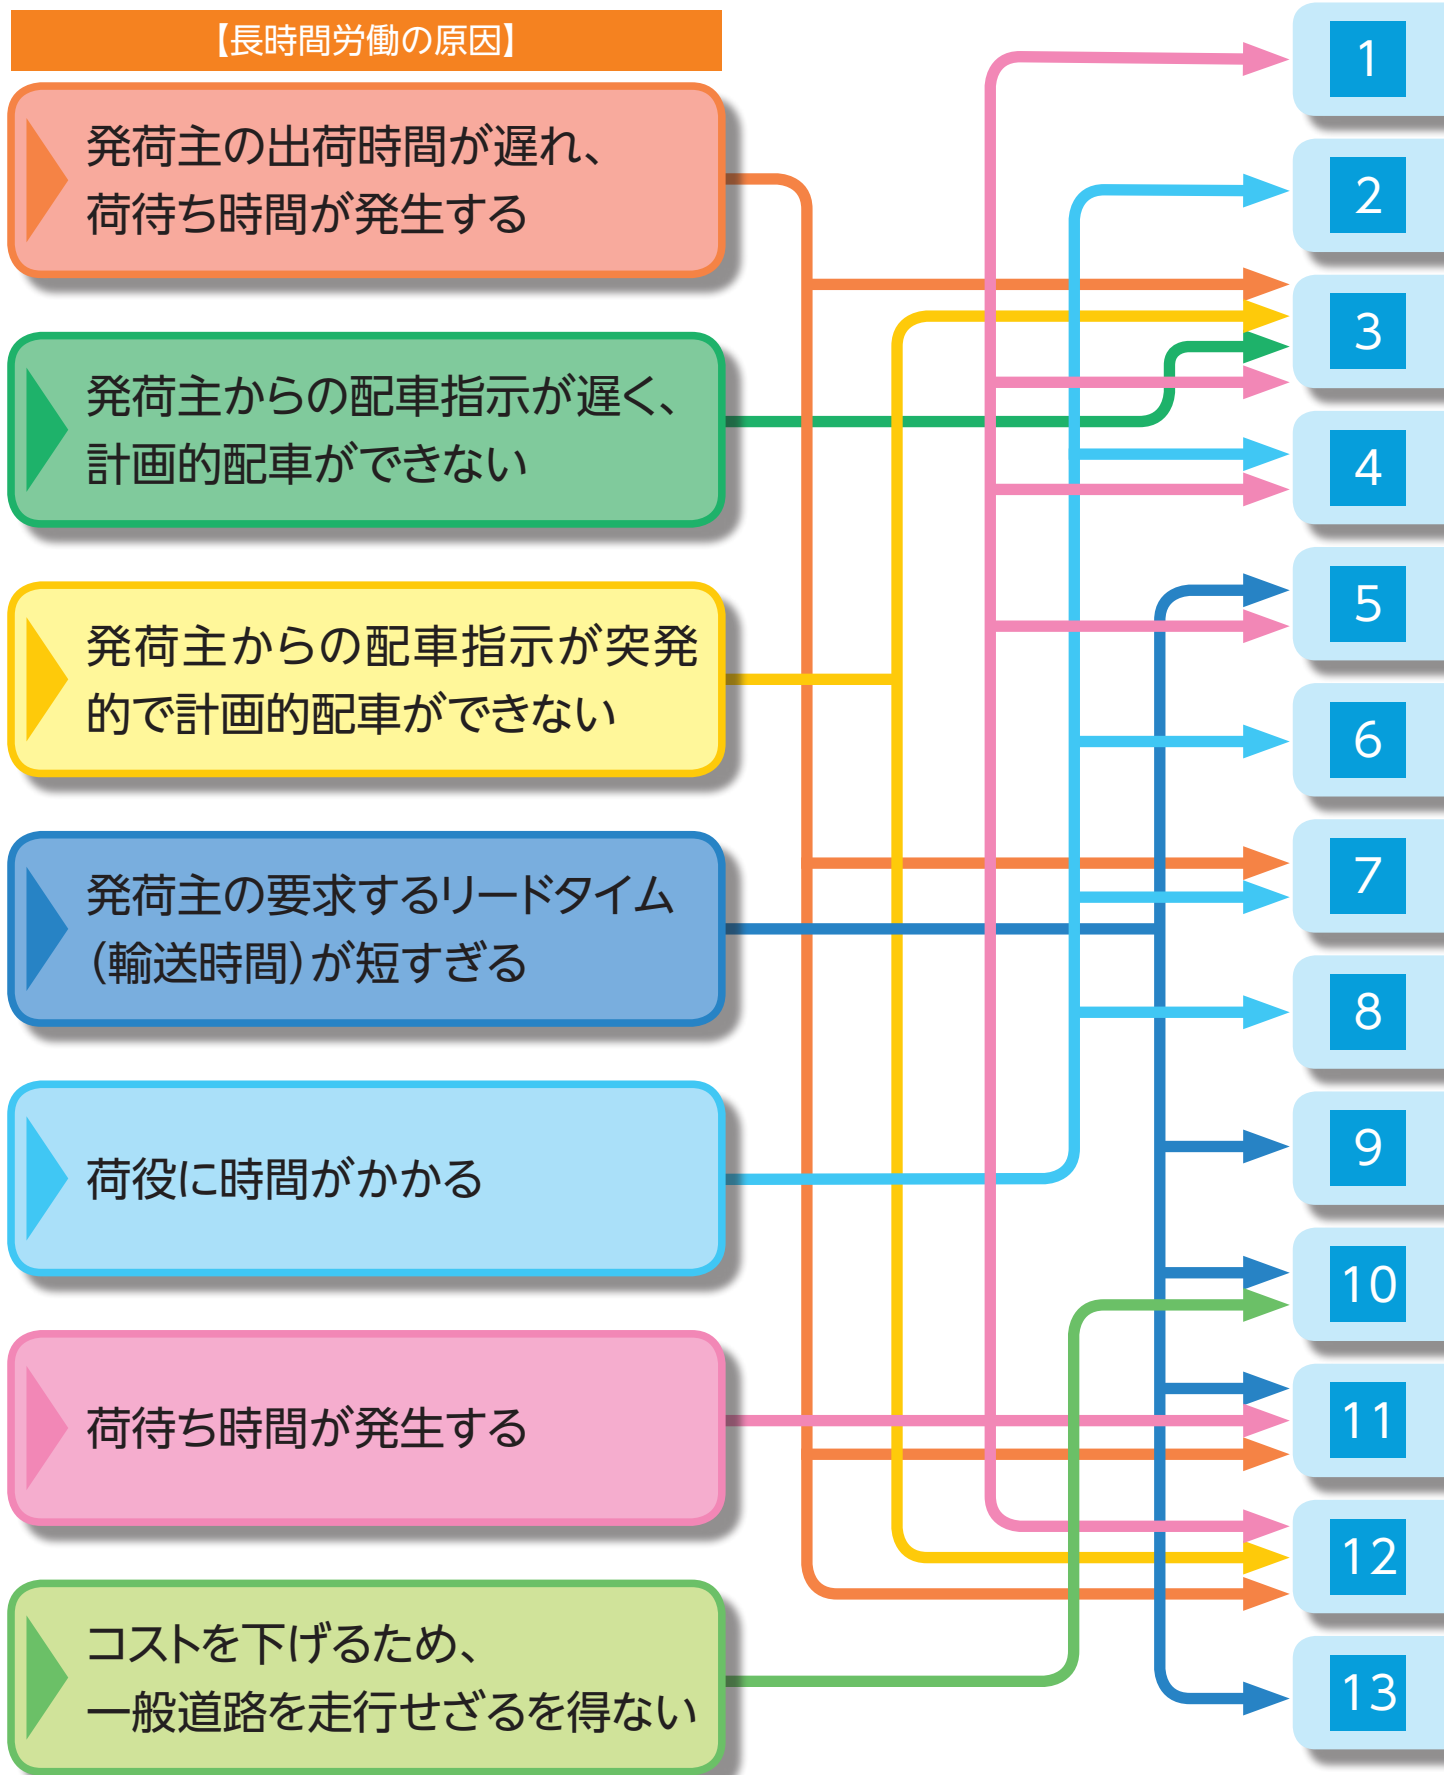 【長時間労働の原因】
発荷主の出荷時間が遅れ、
荷待ち時間が発生する
発荷主からの配車指示が遅く、
計画的配車ができない
発荷主からの配車指示が突発
的で計画的配車ができない
発荷主の要求するリードタイム
（輸送時間）が短すぎる
荷役に時間がかかる
荷待ち時間が発生する
コストを下げるため、
一般道路を走行せざるを得ない
1
2
3
4
5
6
7
8
9
10
11
12
13